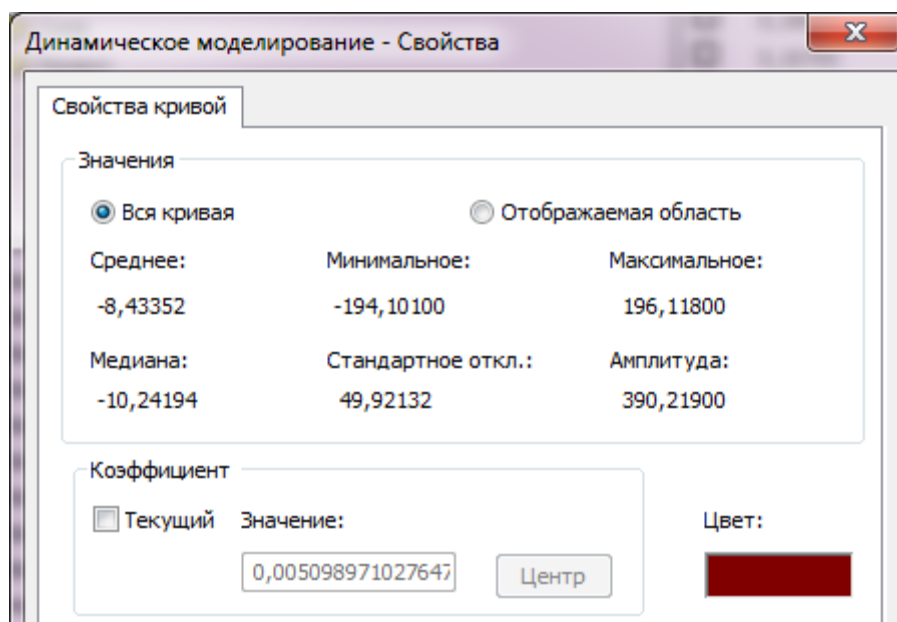 Динамическое моделирование - Свойства
Свойства кривой
Значения
Вся кривая Отображаемая область
Среднее: Минимальное: Максимальное:
-8,43352 -194,10100 196,11800
Медиана: Стандартное откл.: Амплитуда:
-10,24194 49,92132 390,21900
Коэффициент
Текущий Значение: Цвет:
0,005098971027647 Центр